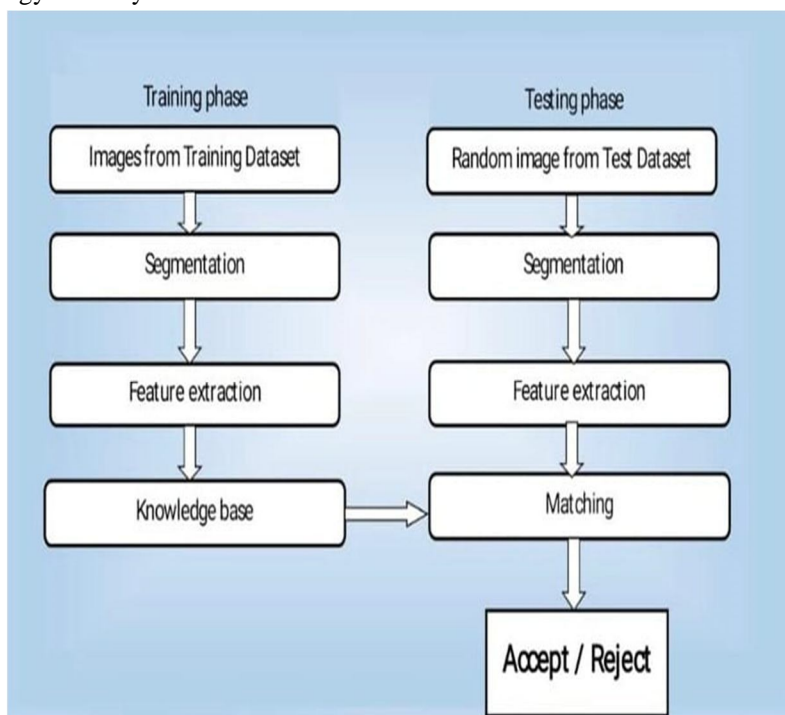 Training phase
Images from Training Dataset
Segmentation
Feature extraction
Knowledge base
Testing phase
Random image from Test Dataset
Segmentation
Feature extraction
Matching
Accept / Reject